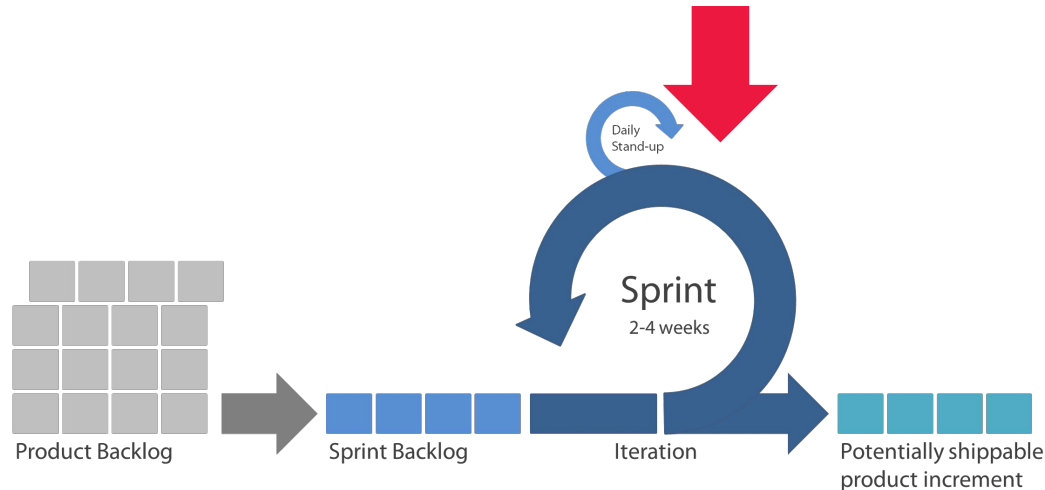 Daily
Stand-up
Sprint
2-4 weeks
Product Backlog
Sprint Backlog
Iteration
Potentially shippable
product increment